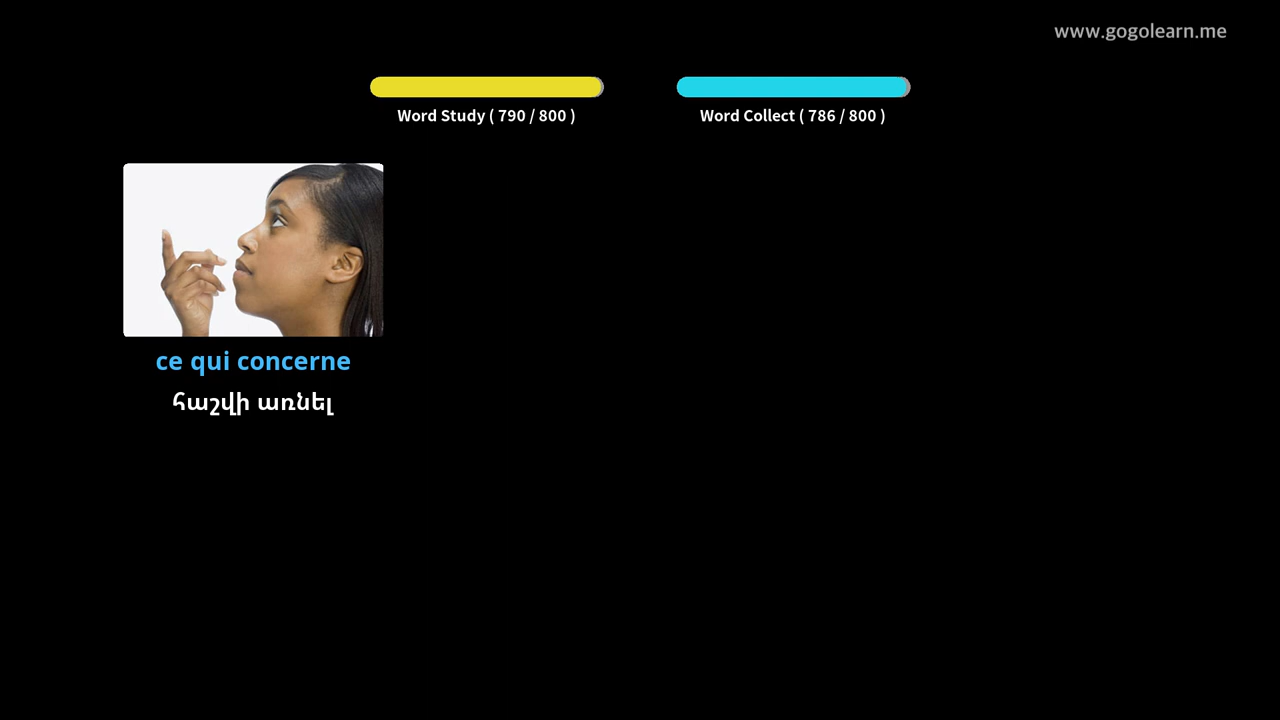 www.gogolearn.me
Word Study ( 790 / 800 )
Word Collect ( 786 / 800 )
ce qui concerne
հաշվի առնել